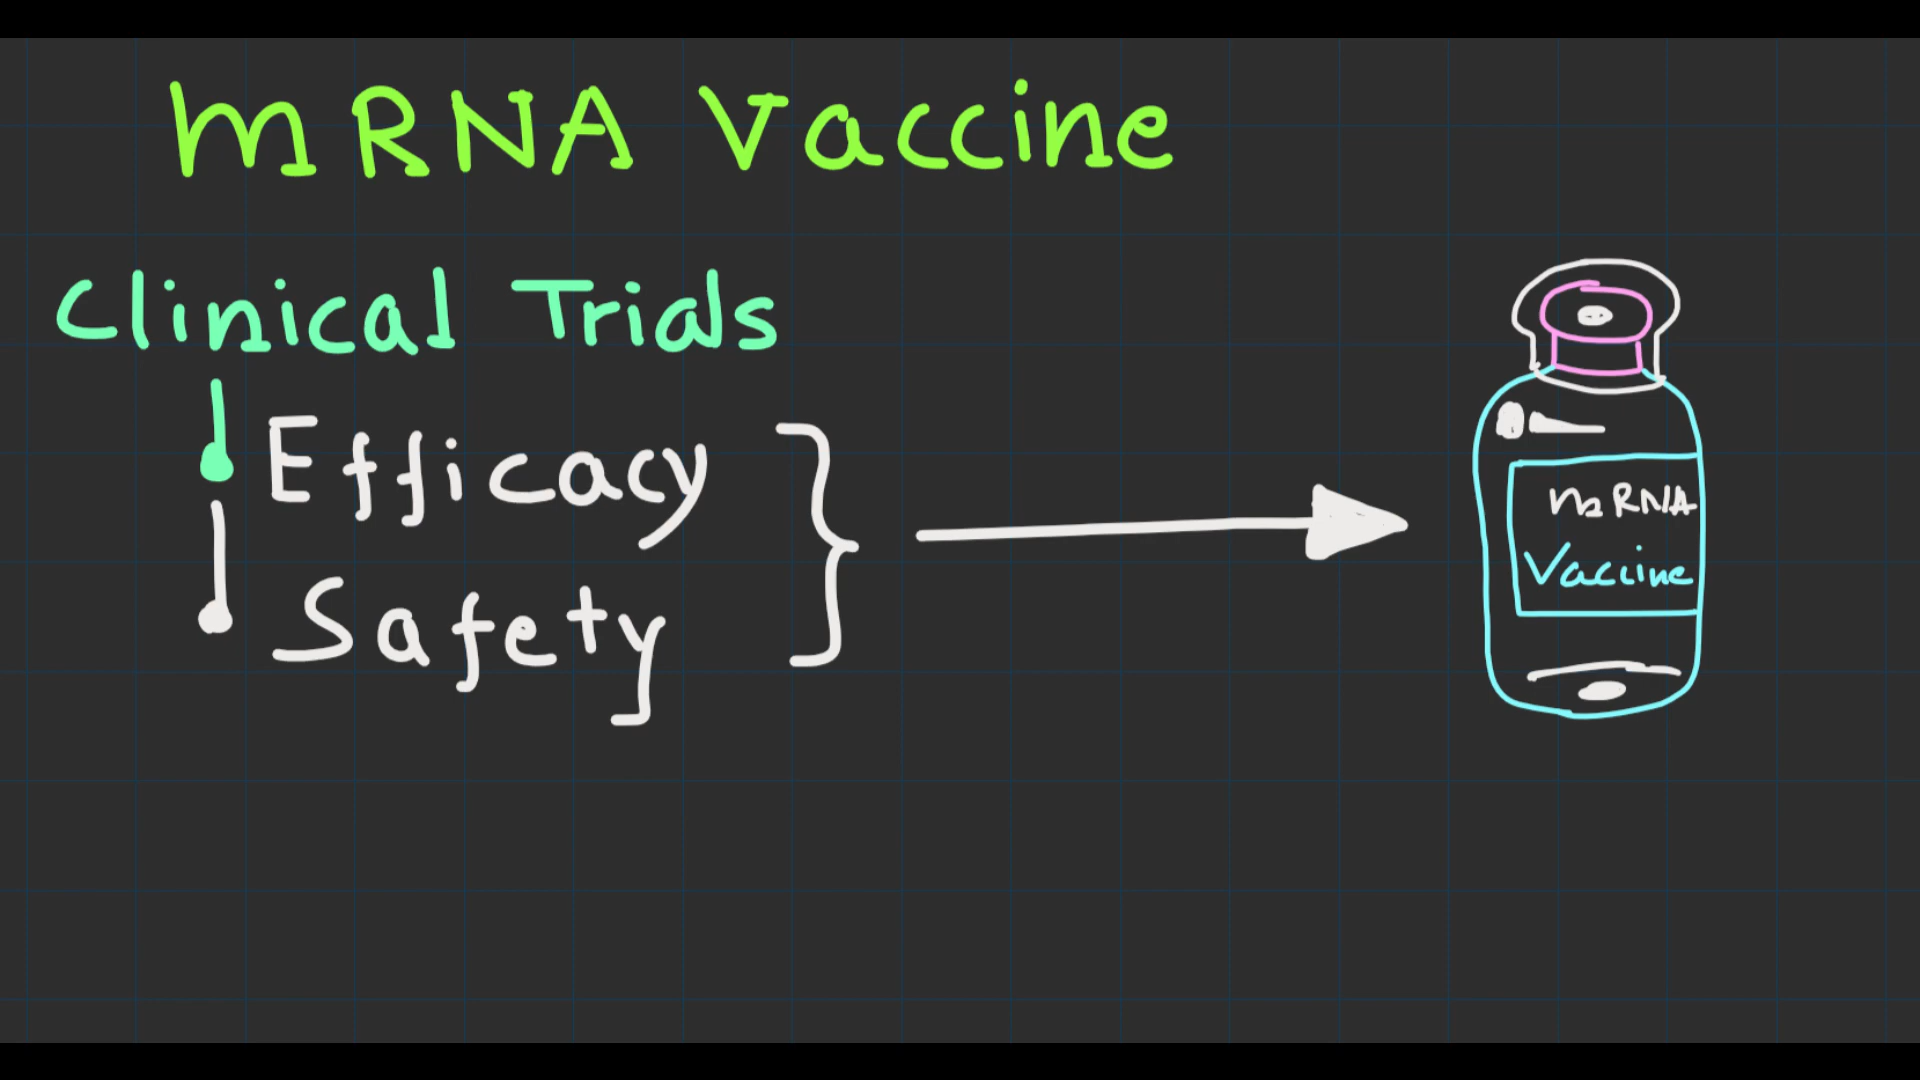 mRNA Vaccine
Clinical Trials
Efficacy
Safety
mRNA
Vaccine